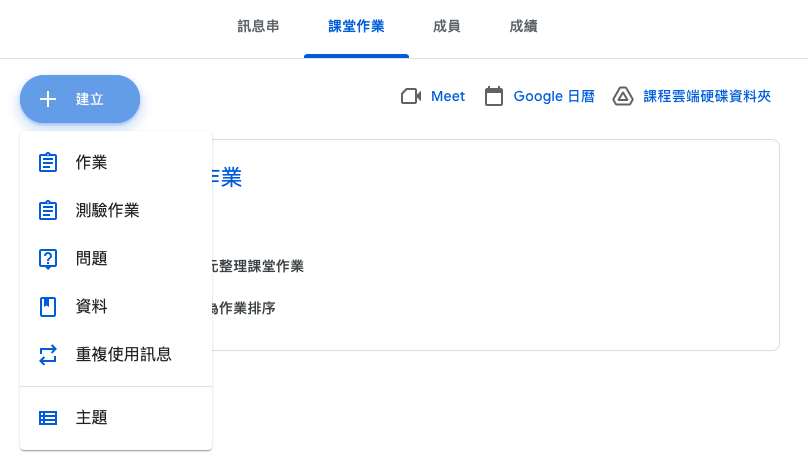 訊息串 課堂作業 成員 成績
建立 Meet Google 日曆 課程雲端硬碟資料夾
作業
測驗作業
問題
資料
重複使用訊息
主題
作業
元整理課堂作業
為作業排序